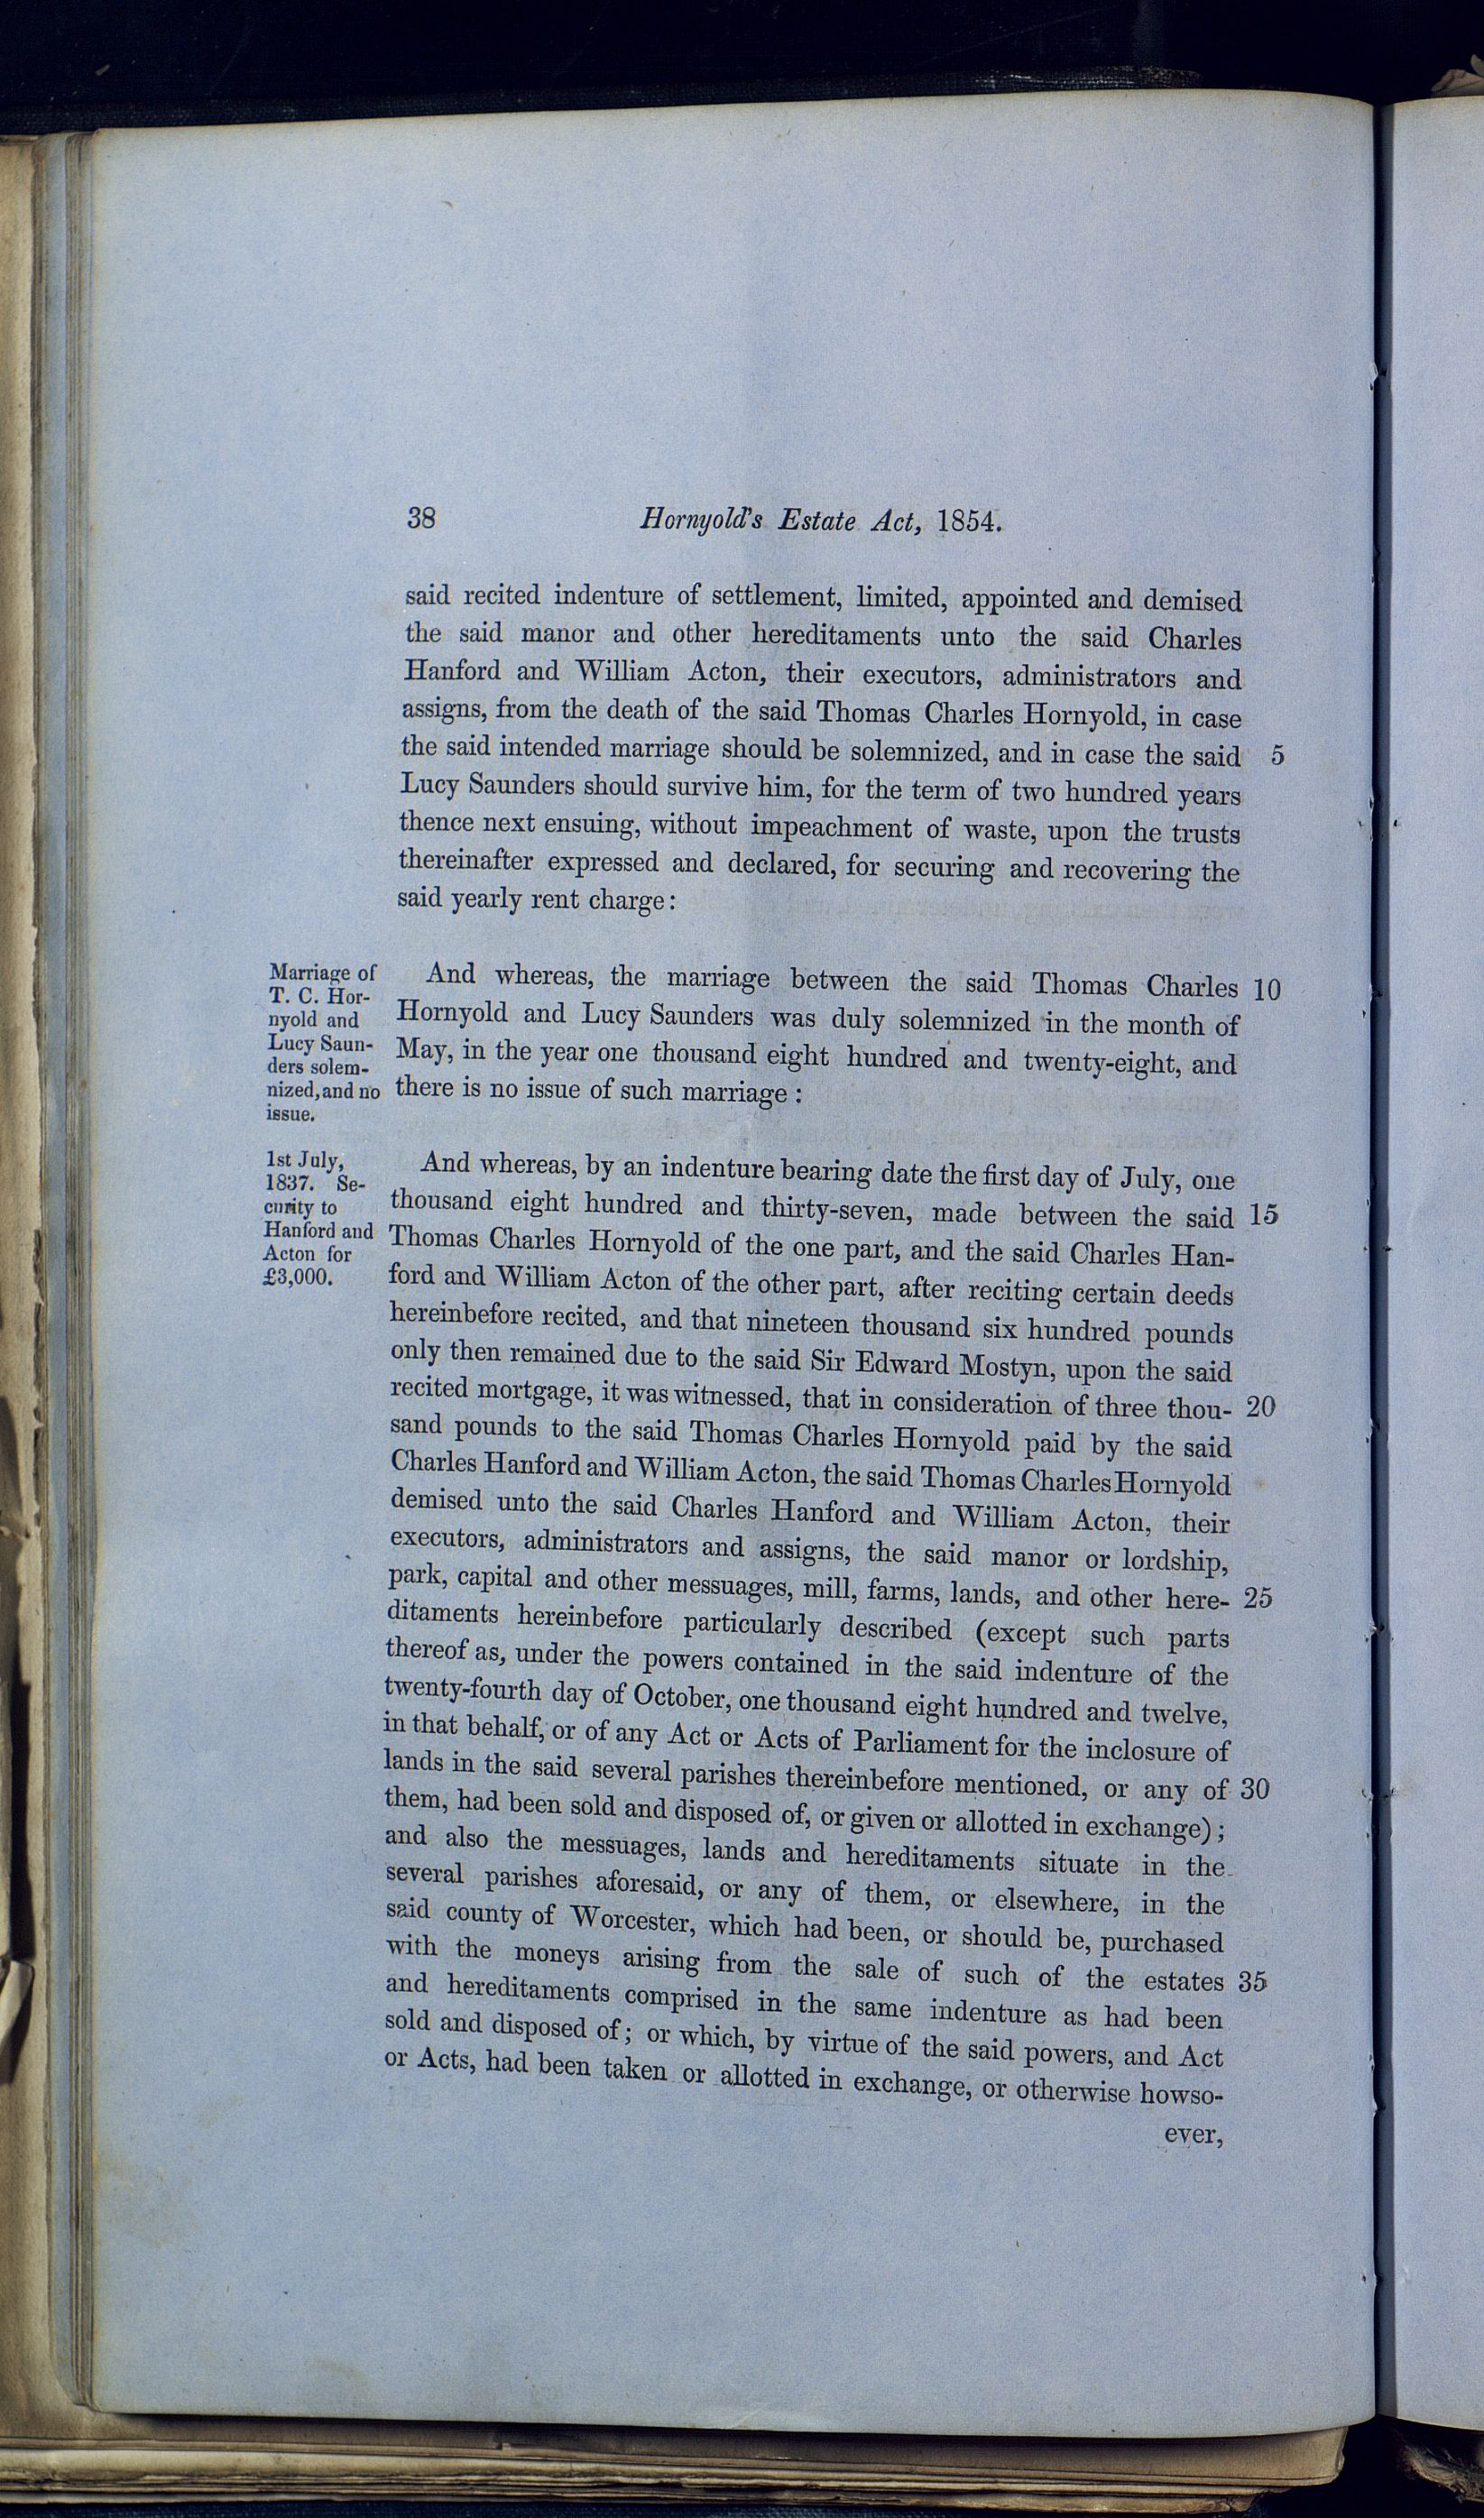 38 Hornyold's Estate Act, 1854.
said recited indenture of settlement, limited, appointed and demised
the said manor and other hereditaments unto the said Charles
Hanford and William Acton, their executors, administrators and
assigns, from the death of the said Thomas Charles Hornyold, in case
the said intended marriage should be solemnized, and in case the said 5
Lucy Saunders should survive him, for the term of two hundred years
thence next ensuing, without impeachment of waste, upon the trusts
thereinafter expressed and declared, for securing and recovering the
said yearly rent charge:
Marriage of
T. C. Hor-
nyold and
Lucy Saun-
ders solem-
nized, and no
issue.
And whereas, the marriage between the said Thomas Charles 10
Hornyold and Lucy Saunders was duly solemnized in the month of
May, in the year one thousand eight hundred and twenty-eight, and
there is no issue of such marriage :
1st July,
1837. Se-
curity to
Hanford and
Acton for
£3,000.
And whereas, by an indenture bearing date the first day of July, one
thousand eight hundred and thirty-seven, made between the said 15
Thomas Charles Hornyold of the one part, and the said Charles Han-
ford and William Acton of the other part, after reciting certain deeds
hereinbefore recited, and that nineteen thousand six hundred pounds
only then remained due to the said Sir Edward Mostyn, upon the said
recited mortgage, it was witnessed, that in consideration of three thou- 20
sand pounds to the said Thomas Charles Hornyold paid by the said
Charles Hanford and William Acton, the said Thomas Charles Hornyold
demised unto the said Charles Hanford and William Acton, their
executors, administrators and assigns, the said manor or lordship,
park, capital and other messuages, mill, farms, lands, and other here- 25
ditaments hereinbefore particularly described (except such parts
thereof as, under the powers contained in the said indenture of the
twenty-fourth day of October, one thousand eight hundred and twelve,
in that behalf, or of any Act or Acts of Parliament for the inclosure of
lands in the said several parishes thereinbefore mentioned, or any of 30
them, had been sold and disposed of, or given or allotted in exchange);
and also the messuages, lands and hereditaments situate in the
several parishes aforesaid, or any of them, or elsewhere, in the
said county of Worcester, which had been, or should be, purchased
with the moneys arising from the sale of such of the estates 35
and hereditaments comprised in the same indenture as had been
sold and disposed of; or which, by virtue of the said powers, and Act
or Acts, had been taken or allotted in exchange, or otherwise howso-
ever,